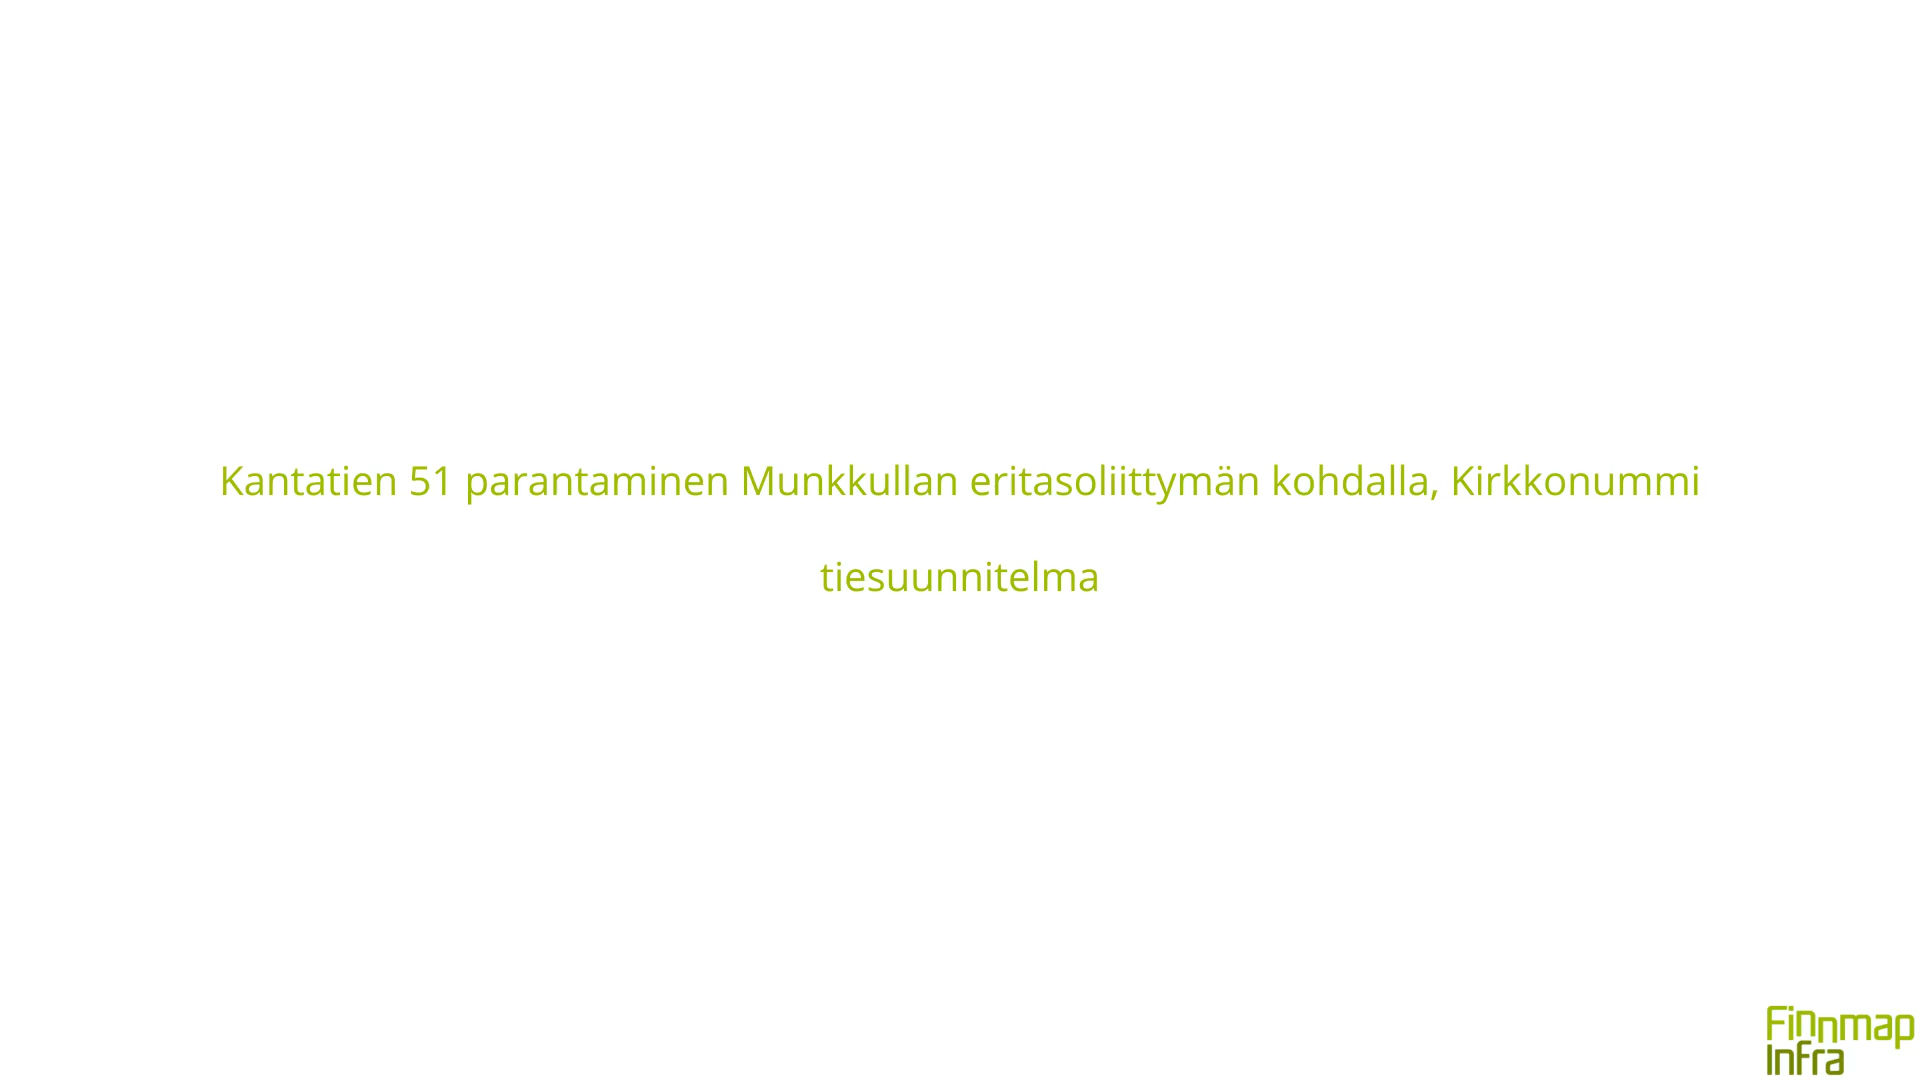 Kantatien 51 parantaminen Munkkullan eritasoliittymän kohdalla, Kirkkonummi
tiesuunnitelma
Finnmap
Infra